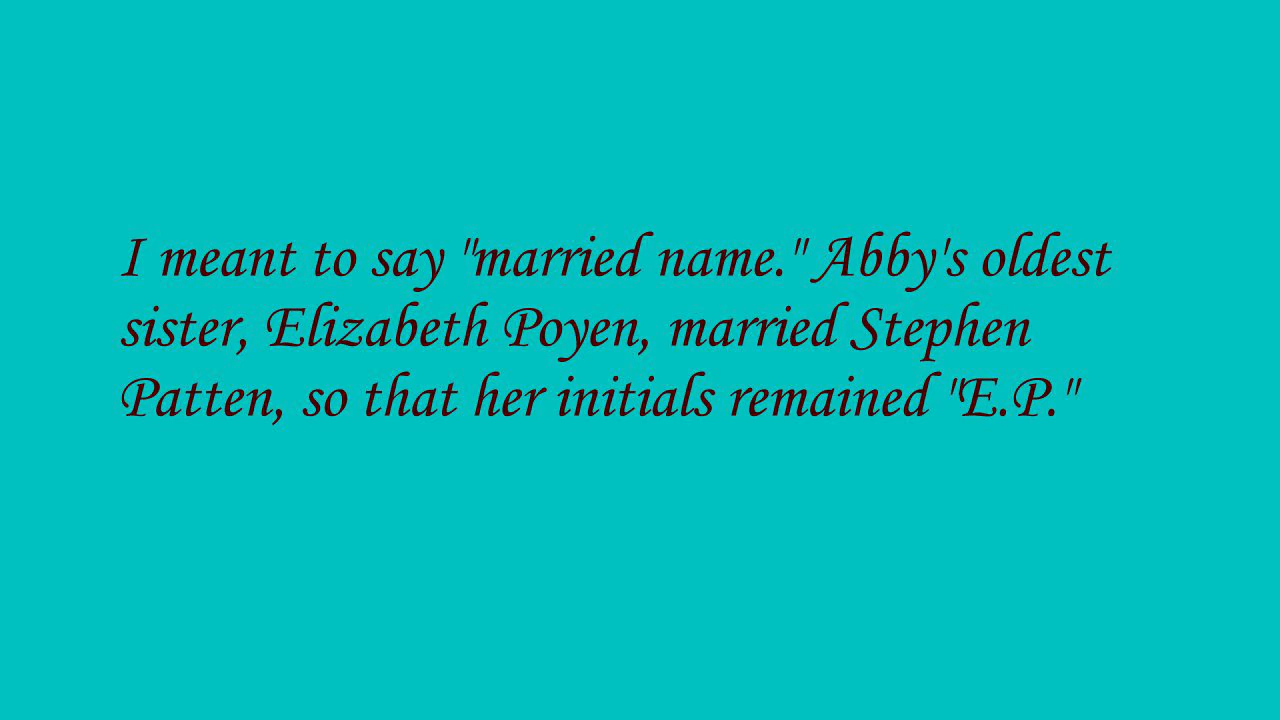 I meant to say "married name." Abby's oldest
sister, Elizabeth Poyen, married Stephen
Patten, so that her initials remained "E.P."